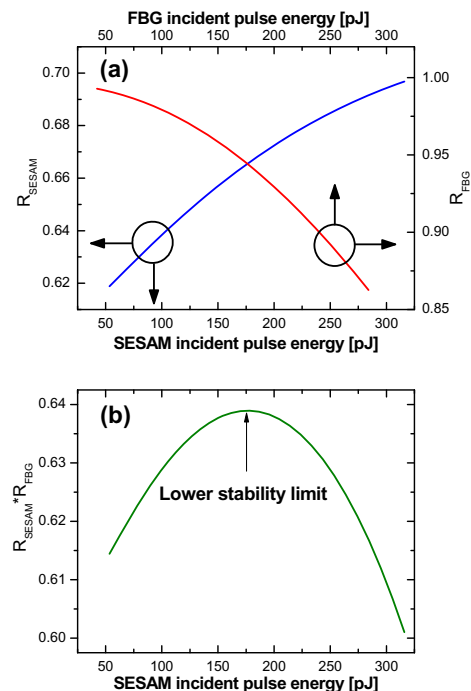 FBG incident pulse energy [pJ]
50 100 150 200 250 300
(a)
R_SESAM
0.70
0.68
0.66
0.64
0.62
R_FBG
1.00
0.95
0.90
0.85
50 100 150 200 250 300
SESAM incident pulse energy [pJ]
(b)
R_SESAM*R_FBG
0.64
0.63
0.62
0.61
0.60
Lower stability limit
50 100 150 200 250 300
SESAM incident pulse energy [pJ]